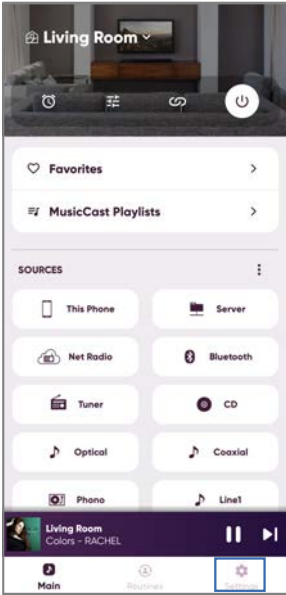 Living Room
Favorites
MusicCast Playlists
SOURCES
This Phone
Server
Net Radio
Bluetooth
Tuner
CD
Optical
Coaxial
Phono
Line1
Living Room
Colors - RACHEL
Main
Routines
Settings